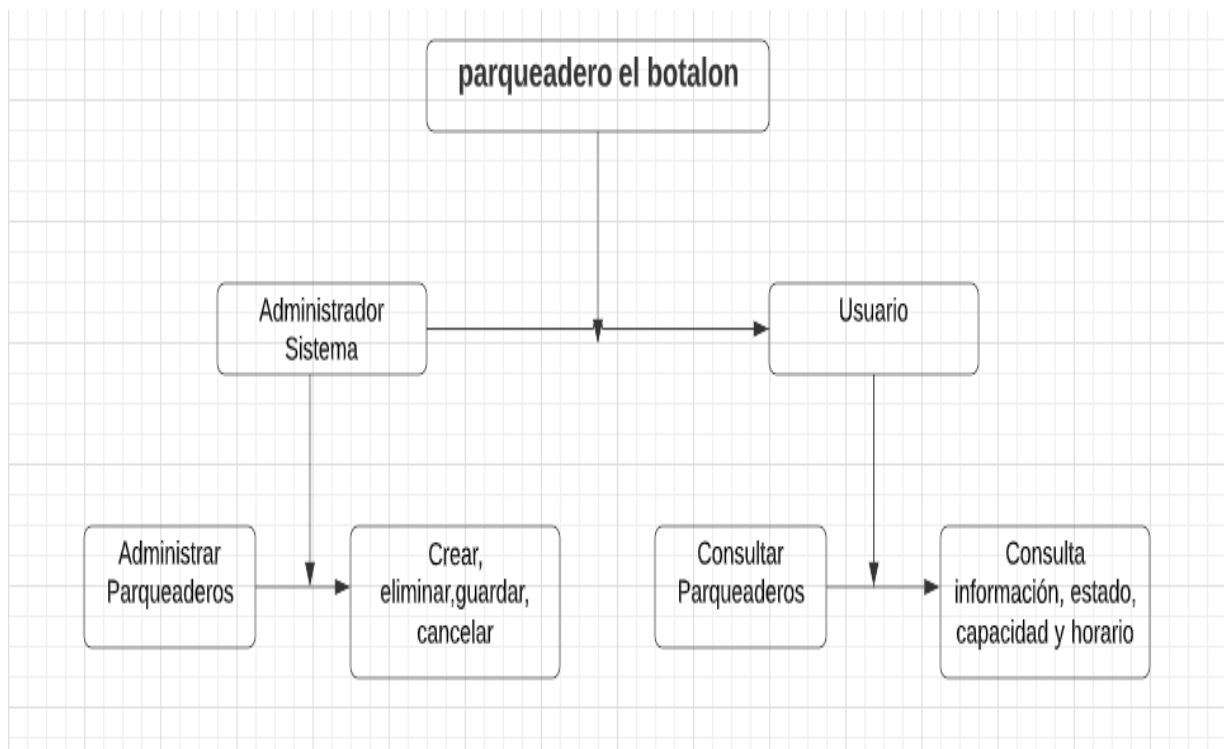 parqueadero el botalon
Administrador
Sistema
Usuario
Administrar
Parqueaderos
Crear,
eliminar,guardar,
cancelar
Consultar
Parqueaderos
Consulta
información, estado,
capacidad y horario